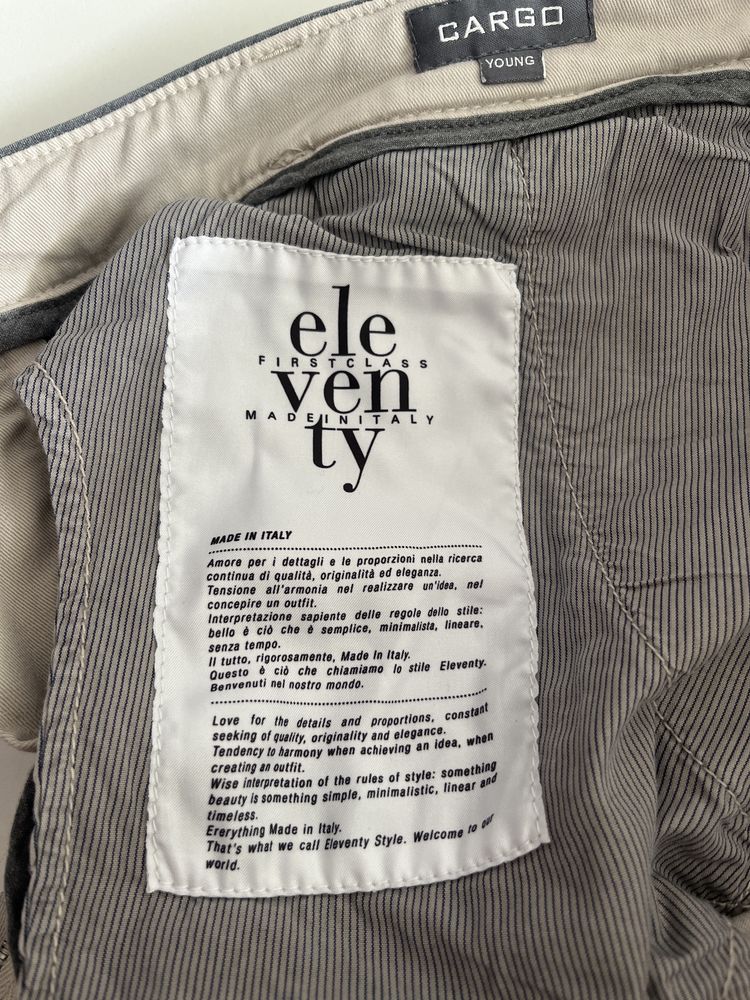 CARGO
YOUNG
ele
FIRSTCLASS
ven
MADEINITALY
ty
MADE IN ITALY
Amore per i dettagli e le proporzioni nella ricerca
continua di qualità, originalità ed eleganza.
Tensione all'armonia nel realizzare un'idea, nel
concepire un outfit.
Interpretazione sapiente delle regole dello stile:
bello è ciò che è semplice, minimalista, lineare,
senza tempo.
Il tutto, rigorosamente, Made In Italy.
Questo è ciò che chiamiamo lo stile Eleventy.
Benvenuti nel nostro mondo.
Love for the details and proportions, constant
seeking of quality, originality and elegance.
Tendency to harmony when achieving an idea, when
creating an outfit.
Wise interpretation of the rules of style: something
beauty is something simple, minimalistic, linear and
timeless.
Ererything Made in Italy.
That's what we call Eleventy Style. Welcome to our
world.